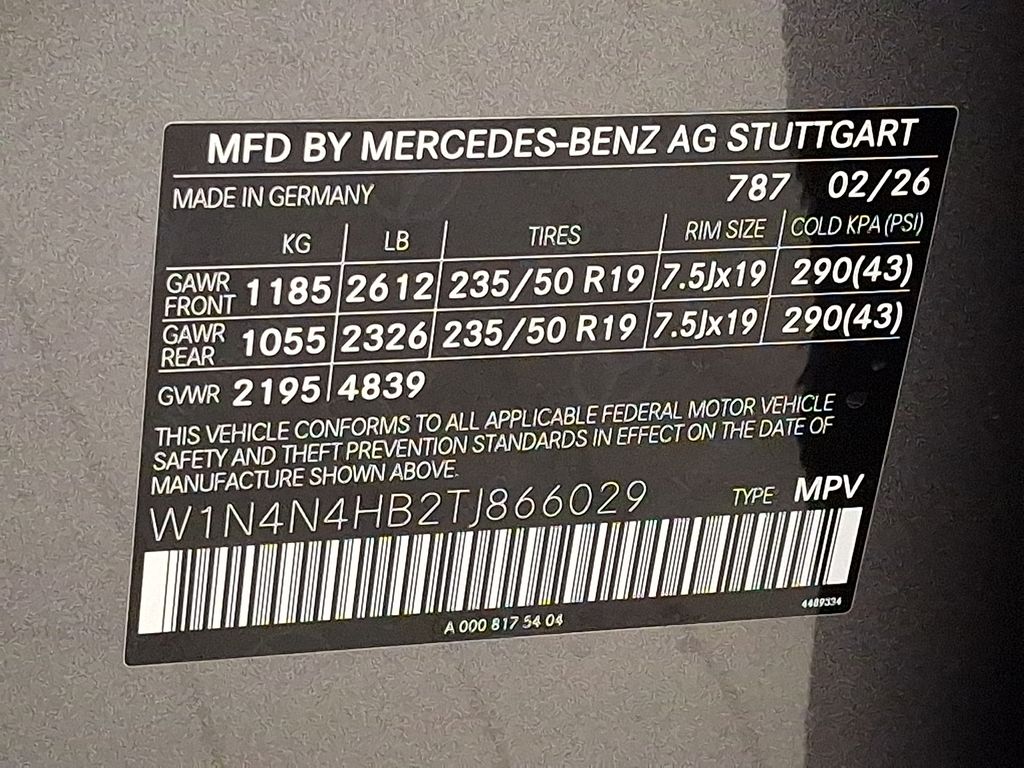 MFD BY MERCEDES-BENZ AG STUTTGART
MADE IN GERMANY 787 02/26
KG LB TIRES RIM SIZE COLD KPA (PSI)
GAWR FRONT 1185 2612 235/50 R19 7.5Jx19 290(43)
GAWR REAR 1055 2326 235/50 R19 7.5Jx19 290(43)
GVWR 2195 4839
THIS VEHICLE CONFORMS TO ALL APPLICABLE FEDERAL MOTOR VEHICLE
SAFETY AND THEFT PREVENTION STANDARDS IN EFFECT ON THE DATE OF
MANUFACTURE SHOWN ABOVE.
W1N4N4HB2TJ866029 TYPE MPV
A 000 817 54 04 4489334